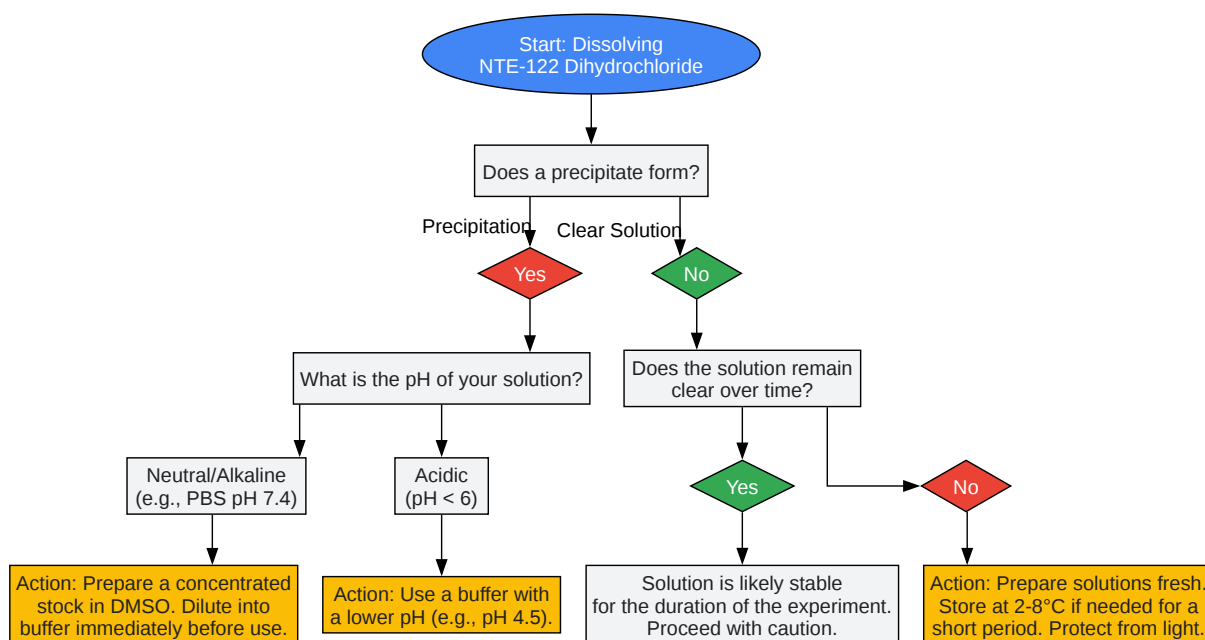 Start: Dissolving
NTE-122 Dihydrochloride
Does a precipitate form?
Precipitation
Clear Solution
Yes
No
What is the pH of your solution?
Does the solution remain
clear over time?
Neutral/Alkaline
(e.g., PBS pH 7.4)
Acidic
(pH < 6)
Yes
No
Action: Prepare a concentrated
stock in DMSO. Dilute into
buffer immediately before use.
Action: Use a buffer with
a lower pH (e.g., pH 4.5).
Solution is likely stable
for the duration of the experiment.
Proceed with caution.
Action: Prepare solutions fresh.
Store at 2-8°C if needed for a
short period. Protect from light.